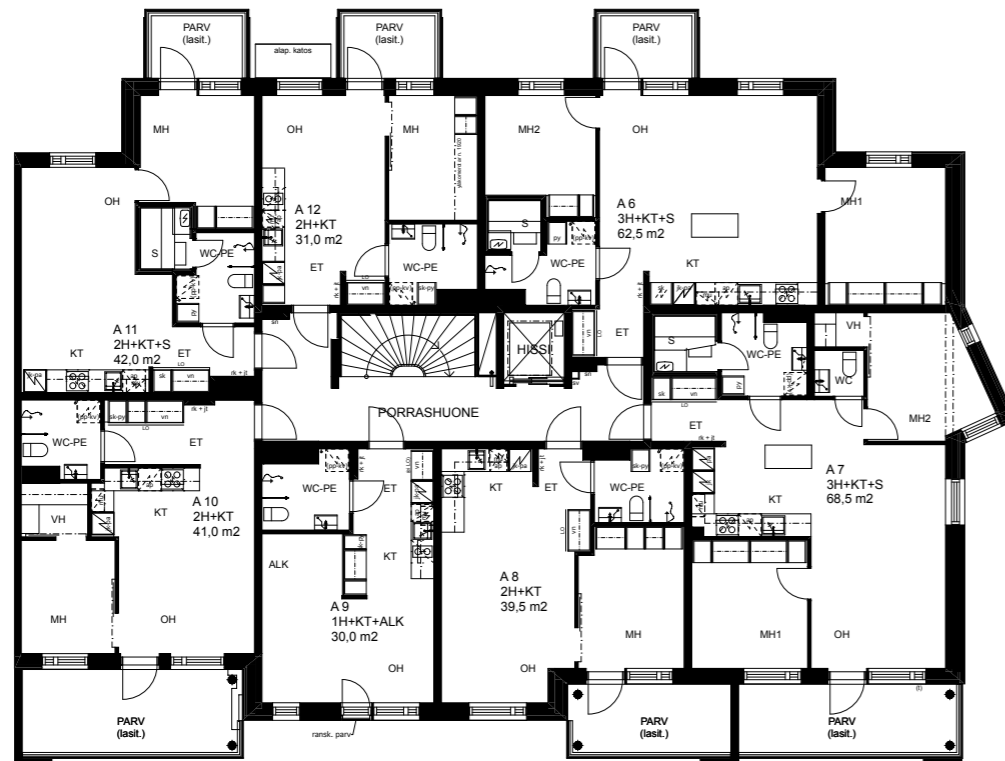 PARV
(lasit.)
PARV
(lasit.)
PARV
(lasit.)
alap. katos
MH
OH
MH
MH2
OH
OH
A 12
2H+KT
31,0 m2
A 6
3H+KT+S
62,5 m2
MH1
S
WC-PE
ET
WC-PE
S
WC-PE
KT
A 11
2H+KT+S
42,0 m2
KT
ET
HISSI
ET
S
WC-PE
VH
WC
MH2
PORRASHUONE
ET
WC-PE
ET
A 10
2H+KT
41,0 m2
KT
VH
MH
OH
WC-PE
ET
KT
ALK
A 9
1H+KT+ALK
30,0 m2
OH
KT
ET
WC-PE
A 8
2H+KT
39,5 m2
MH
OH
A 7
3H+KT+S
68,5 m2
KT
MH1
OH
PARV
(lasit.)
ransk. parv
PARV
(lasit.)
PARV
(lasit.)